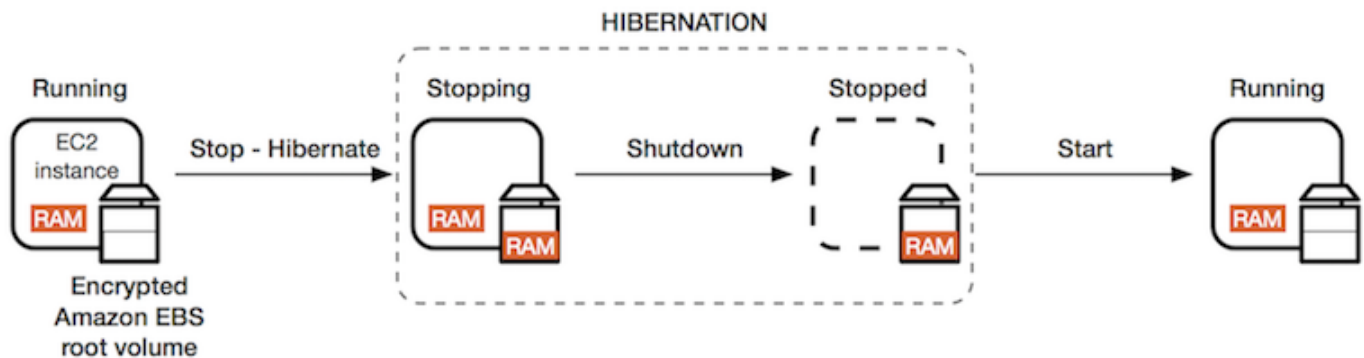 HIBERNATION
Running
Stopping
Stopped
Running
EC2
instance
Stop - Hibernate
Shutdown
Start
RAM
RAM
RAM
RAM
RAM
Encrypted
Amazon EBS
root volume